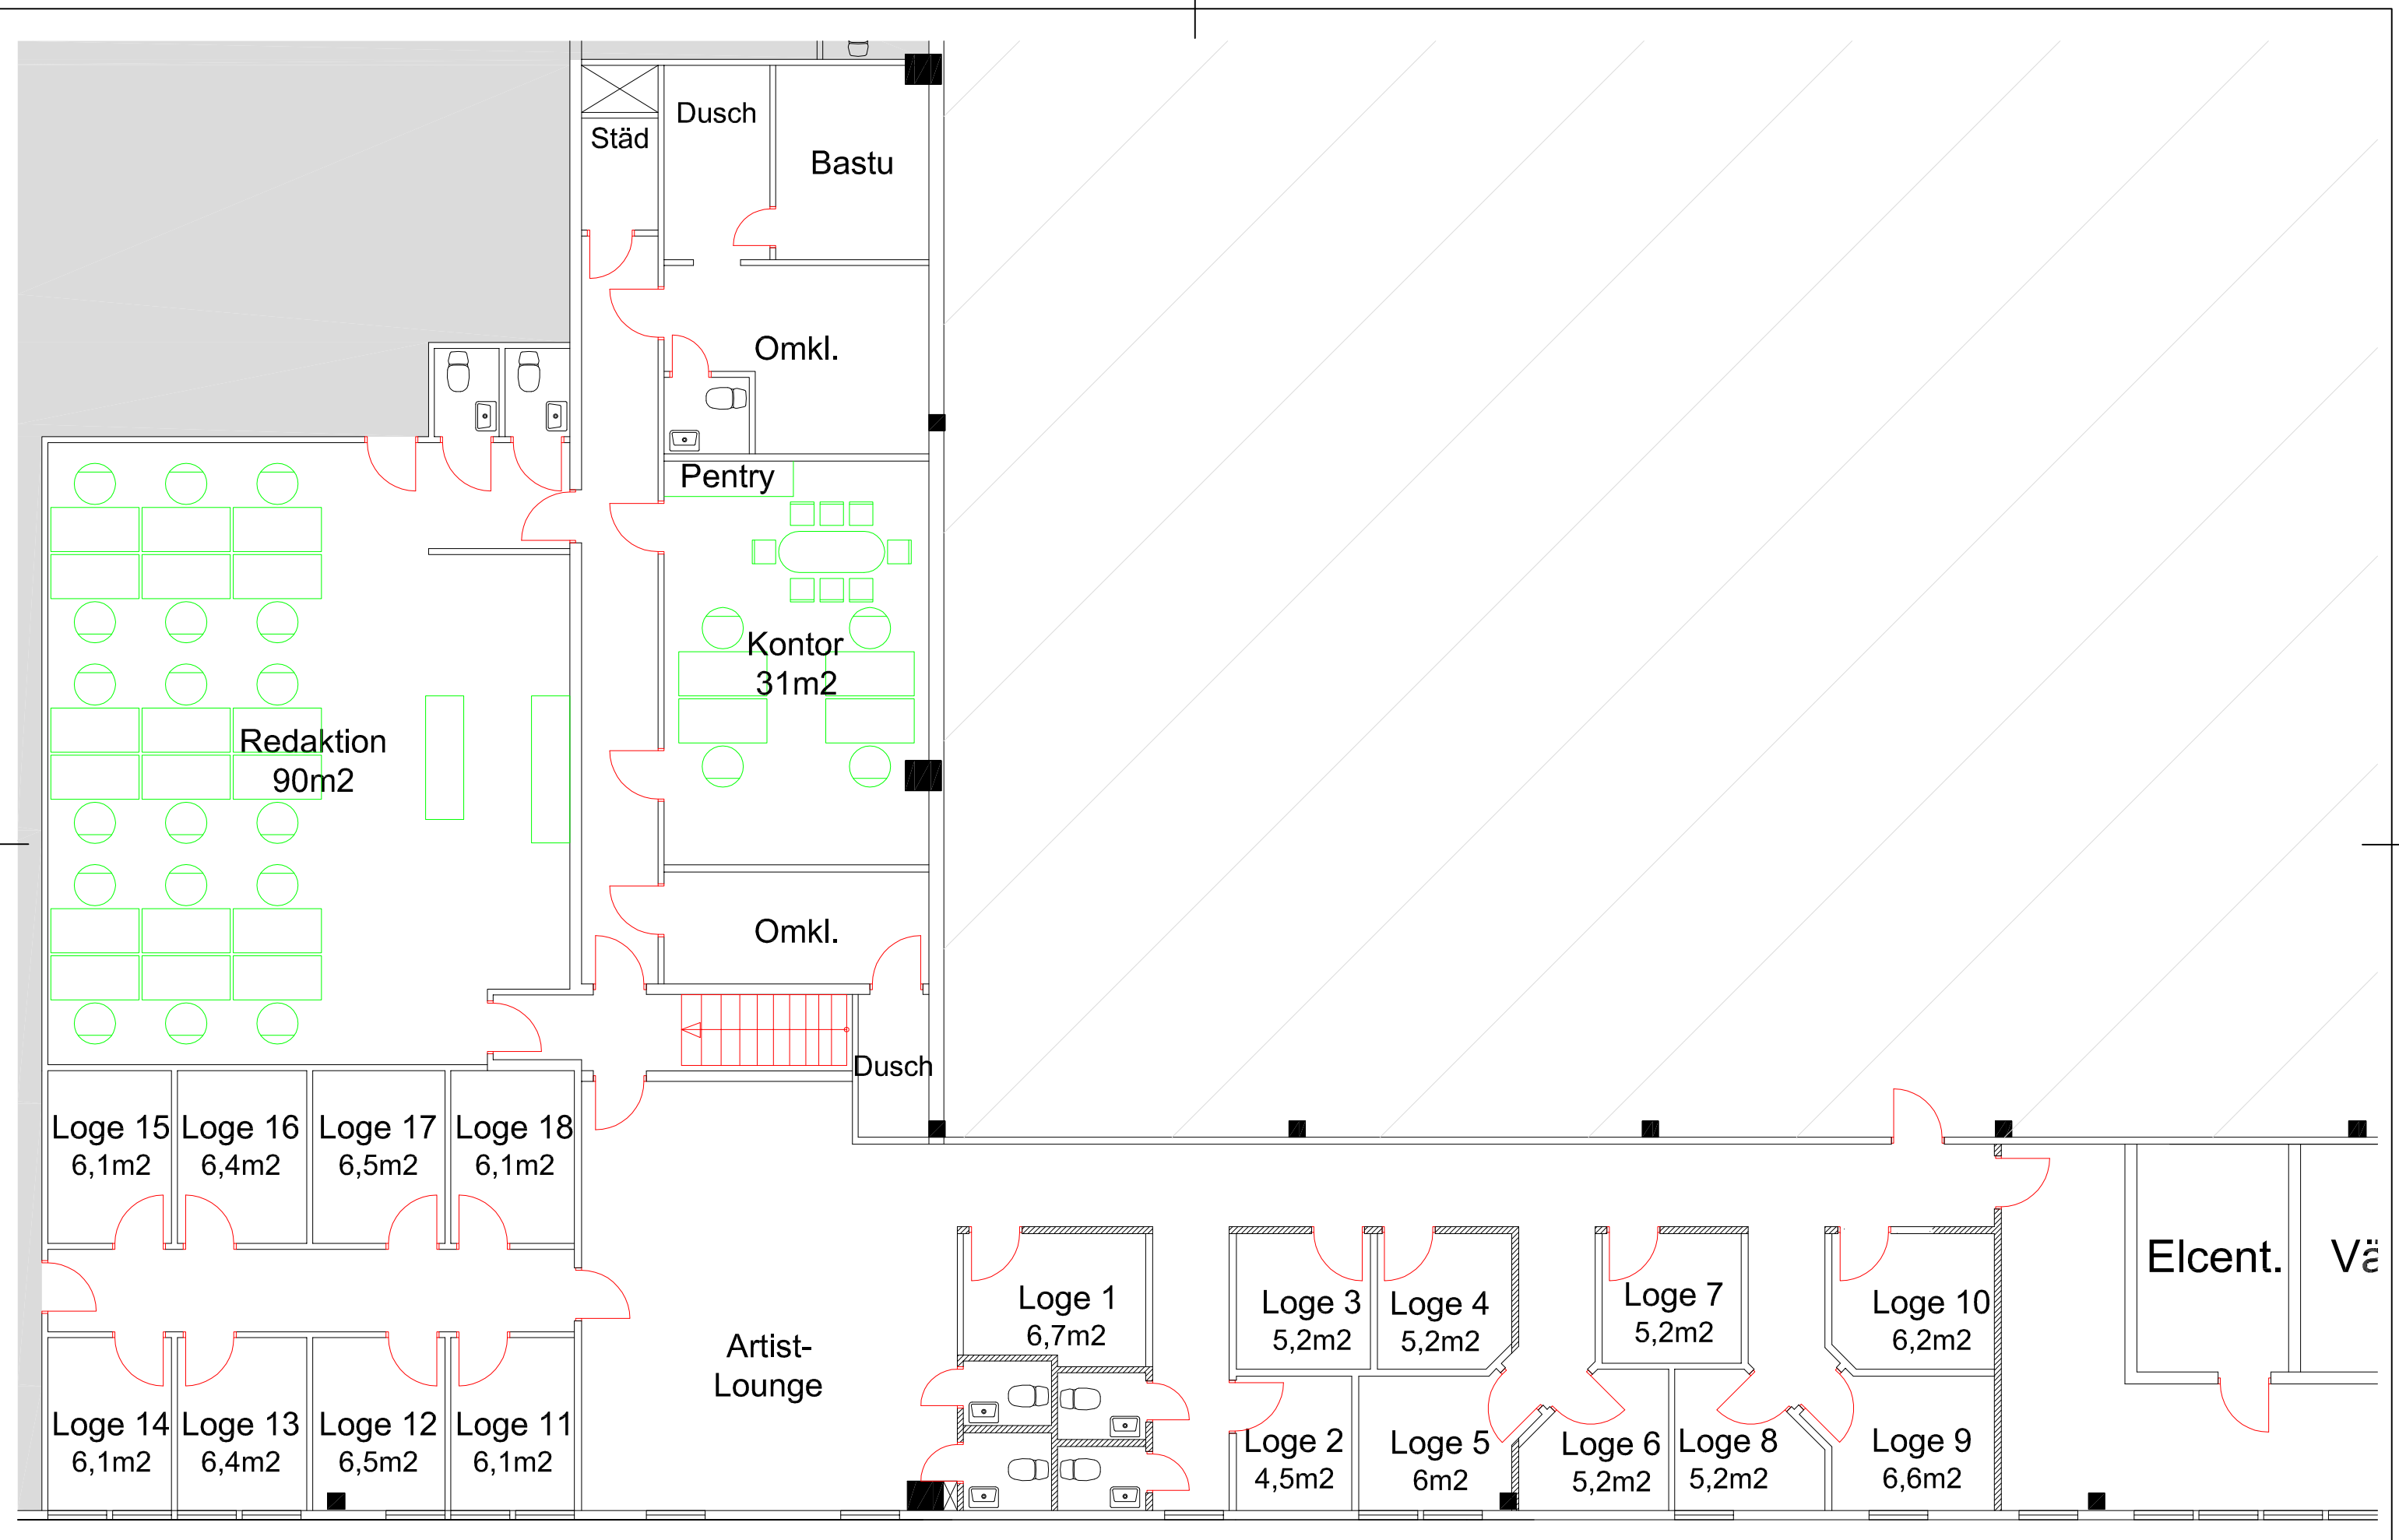 Dusch
Städ
Bastu
Omkl.
Pentry
Kontor
31m2
Redaktion
90m2
Omkl.
Dusch
Loge 15
6,1m2
Loge 16
6,4m2
Loge 17
6,5m2
Loge 18
6,1m2
Elcent.
Vä
Loge 1
6,7m2
Loge 3
5,2m2
Loge 4
5,2m2
Loge 7
5,2m2
Loge 10
6,2m2
Artist-
Lounge
Loge 14
6,1m2
Loge 13
6,4m2
Loge 12
6,5m2
Loge 11
6,1m2
Loge 2
4,5m2
Loge 5
6m2
Loge 6
5,2m2
Loge 8
5,2m2
Loge 9
6,6m2